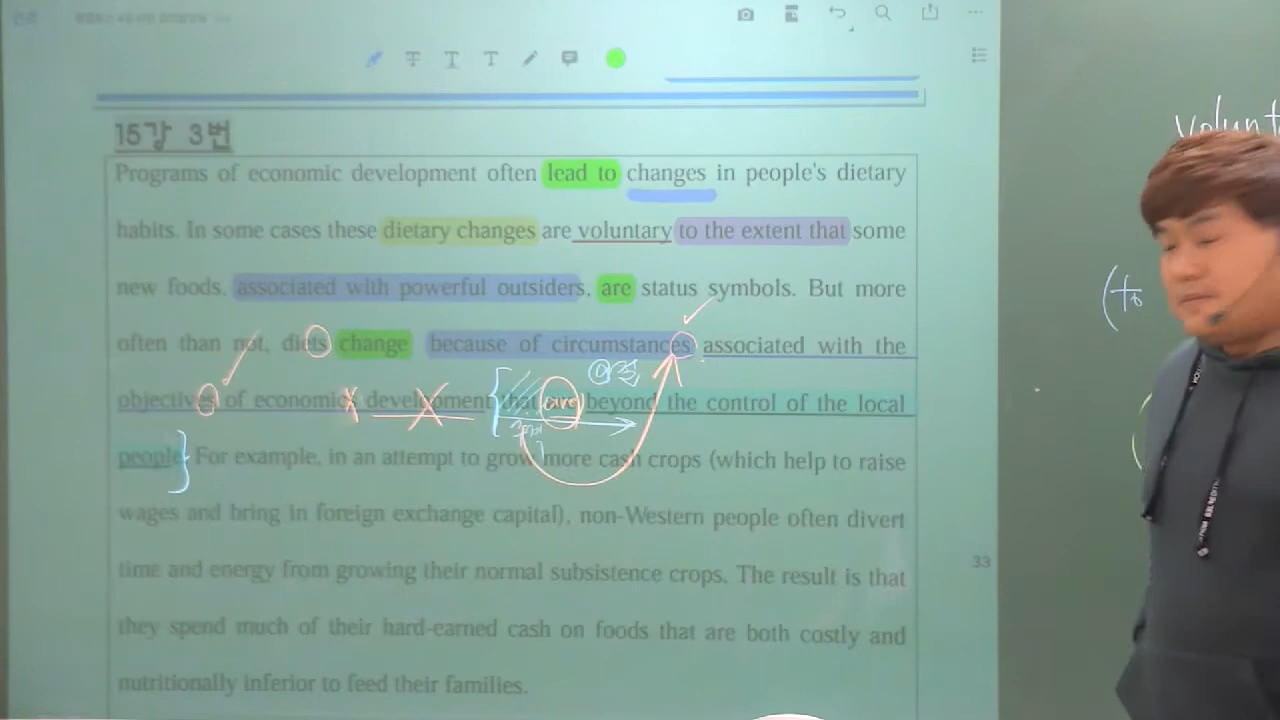 15강 3번
volunt
Programs of economic development often lead to changes in people's dietary
habits. In some cases these dietary changes are voluntary to the extent that some
new foods, associated with powerful outsiders, are status symbols. But more
(to
often than not, diets change because of circumstances associated with the
objectives of economic development that are beyond the control of the local
people. For example, in an attempt to grow more cash crops (which help to raise
wages and bring in foreign exchange capital), non-Western people often divert
33
time and energy from growing their normal subsistence crops. The result is that
they spend much of their hard-earned cash on foods that are both costly and
nutritionally inferior to feed their families.